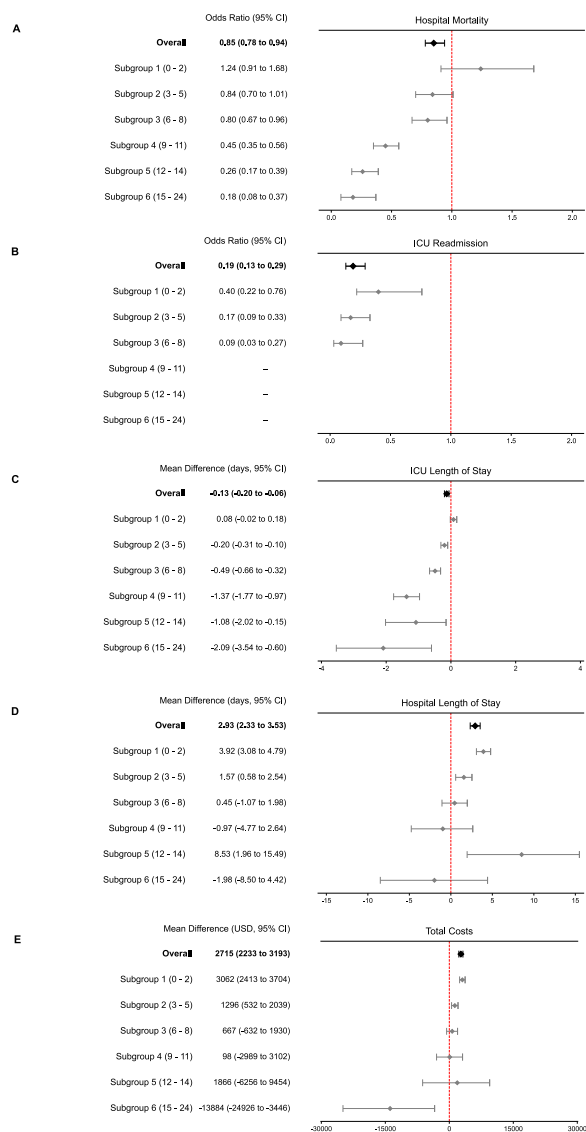 A
Odds Ratio (95% CI) Hospital Mortality
Overall 0.85 (0.78 to 0.94)
Subgroup 1 (0 - 2) 1.24 (0.91 to 1.68)
Subgroup 2 (3 - 5) 0.84 (0.70 to 1.01)
Subgroup 3 (6 - 8) 0.80 (0.67 to 0.96)
Subgroup 4 (9 - 11) 0.45 (0.35 to 0.56)
Subgroup 5 (12 - 14) 0.26 (0.17 to 0.39)
Subgroup 6 (15 - 24) 0.18 (0.08 to 0.37)
0.0 0.5 1.0 1.5 2.0
B
Odds Ratio (95% CI) ICU Readmission
Overall 0.19 (0.13 to 0.29)
Subgroup 1 (0 - 2) 0.40 (0.22 to 0.76)
Subgroup 2 (3 - 5) 0.17 (0.09 to 0.33)
Subgroup 3 (6 - 8) 0.09 (0.03 to 0.27)
Subgroup 4 (9 - 11) –
Subgroup 5 (12 - 14) –
Subgroup 6 (15 - 24) –
0.0 0.5 1.0 1.5 2.0
C
Mean Difference (days, 95% CI) ICU Length of Stay
Overall -0.13 (-0.20 to -0.06)
Subgroup 1 (0 - 2) 0.08 (-0.02 to 0.18)
Subgroup 2 (3 - 5) -0.20 (-0.31 to -0.10)
Subgroup 3 (6 - 8) -0.49 (-0.66 to -0.32)
Subgroup 4 (9 - 11) -1.37 (-1.77 to -0.97)
Subgroup 5 (12 - 14) -1.08 (-2.02 to -0.15)
Subgroup 6 (15 - 24) -2.09 (-3.54 to -0.60)
-4 -2 0 2 4
D
Mean Difference (days, 95% CI) Hospital Length of Stay
Overall 2.93 (2.33 to 3.53)
Subgroup 1 (0 - 2) 3.92 (3.08 to 4.79)
Subgroup 2 (3 - 5) 1.57 (0.58 to 2.54)
Subgroup 3 (6 - 8) 0.45 (-1.07 to 1.98)
Subgroup 4 (9 - 11) -0.97 (-4.77 to 2.64)
Subgroup 5 (12 - 14) 8.53 (1.96 to 15.49)
Subgroup 6 (15 - 24) -1.98 (-8.50 to 4.42)
-15 -10 -5 0 5 10 15
E
Mean Difference (USD, 95% CI) Total Costs
Overall 2715 (2233 to 3193)
Subgroup 1 (0 - 2) 3062 (2413 to 3704)
Subgroup 2 (3 - 5) 1296 (532 to 2039)
Subgroup 3 (6 - 8) 667 (-632 to 1930)
Subgroup 4 (9 - 11) 98 (-2989 to 3102)
Subgroup 5 (12 - 14) 1866 (-6256 to 9454)
Subgroup 6 (15 - 24) -13884 (-24926 to -3446)
-30000 -15000 0 15000 30000